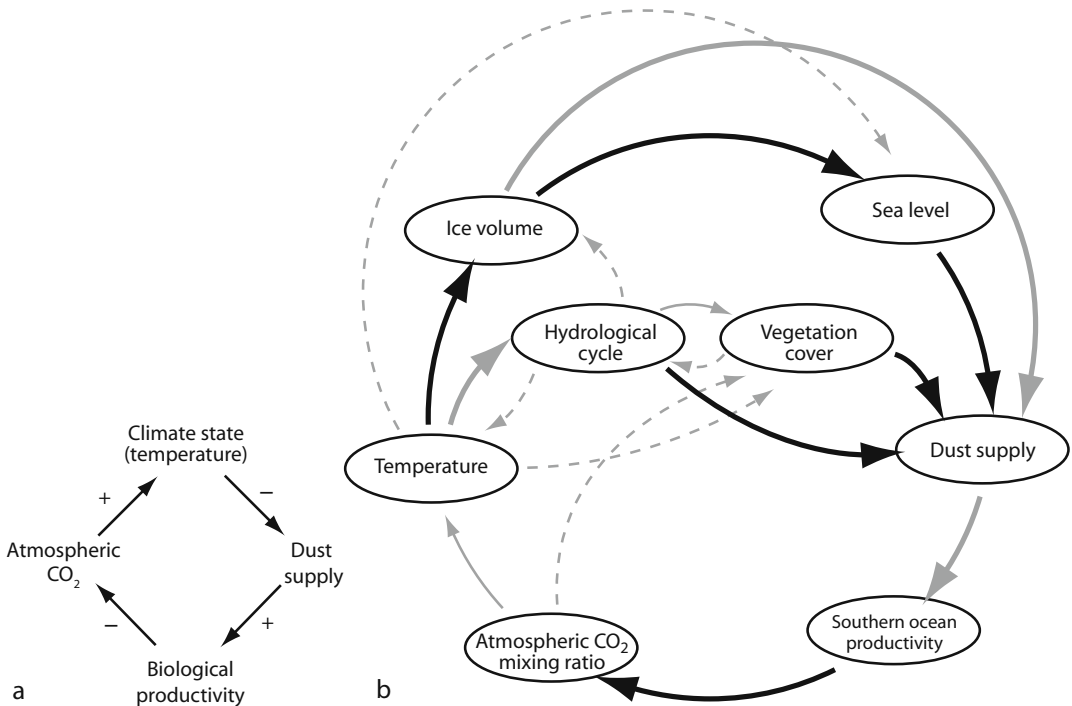 Climate state
(temperature)
+
−
Atmospheric
CO2
Dust
supply
−
+
Biological
productivity
a
Ice volume
Sea level
Hydrological
cycle
Vegetation
cover
Temperature
Dust supply
Atmospheric CO2
mixing ratio
Southern ocean
productivity
b